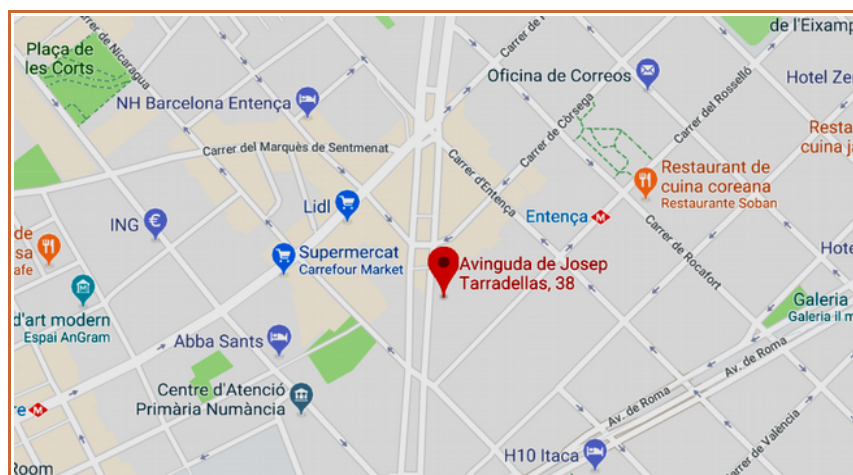 Plaça de
les Corts
Carrer de Nicaragua
NH Barcelona Entença
Carrer del Marquès de Sentmenat
Oficina de Correos
de l'Eixamp
Hotel Ze
Carrer del Rosselló
Carrer de Còrsega
Carrer d'Entença
Resta
cuina ja
Restaurant de
cuina coreana
Restaurante Soban
Lidl
ING
Entença
Carrer de Rocafort
Supermercat
Carrefour Market
Avinguda de Josep
Tarradellas, 38
Hote
de
sa
afe
d'art modern
Espai AnGram
Galeria
Galeria il m
Abba Sants
Av. de Roma
Centre d'Atenció
Primària Numància
Av. de Roma
re
H10 Itaca
Carrer de València
Room